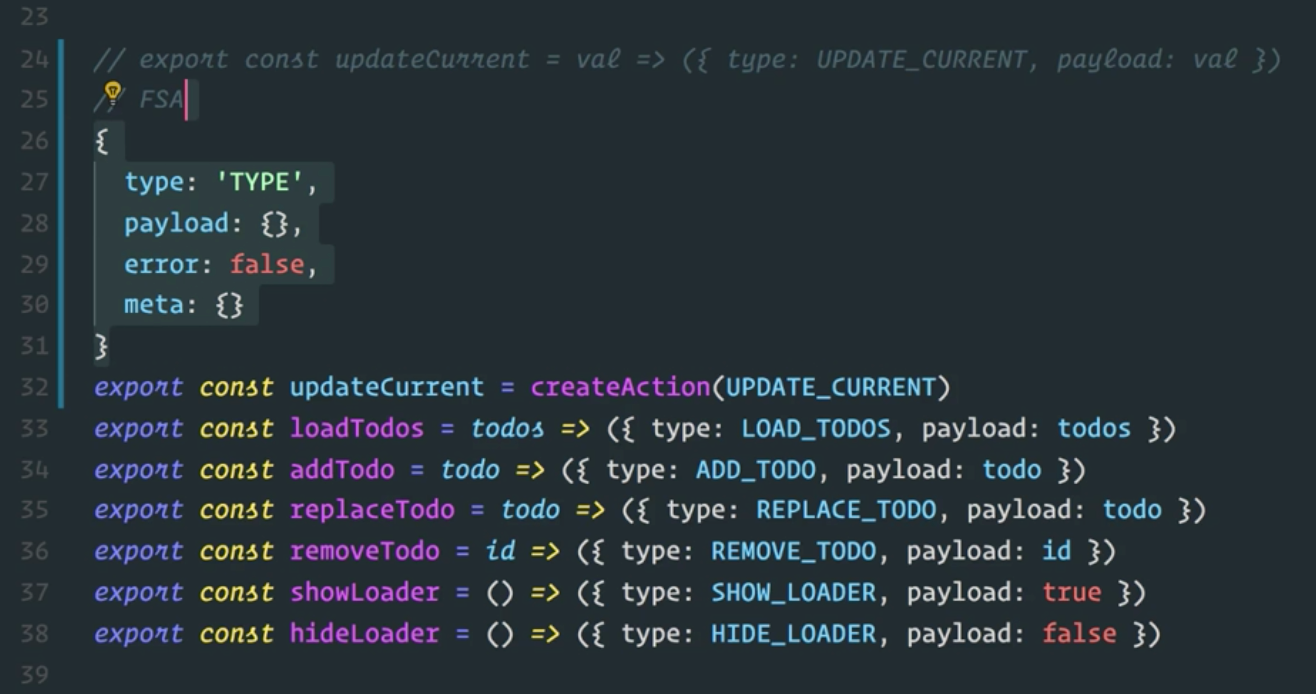 23
24 // export const updateCurrent = val => ({ type: UPDATE_CURRENT, payload: val })
25 // FSA
26 {
27   type: 'TYPE',
28   payload: {},
29   error: false,
30   meta: {}
31 }
32 export const updateCurrent = createAction(UPDATE_CURRENT)
33 export const loadTodos = todos => ({ type: LOAD_TODOS, payload: todos })
34 export const addTodo = todo => ({ type: ADD_TODO, payload: todo })
35 export const replaceTodo = todo => ({ type: REPLACE_TODO, payload: todo })
36 export const removeTodo = id => ({ type: REMOVE_TODO, payload: id })
37 export const showLoader = () => ({ type: SHOW_LOADER, payload: true })
38 export const hideLoader = () => ({ type: HIDE_LOADER, payload: false })
39